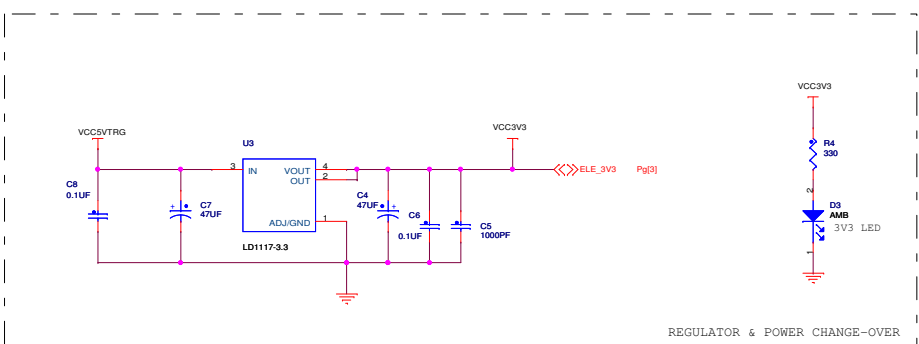 VCC3V3
VCC5VTRG
U3
VCC3V3
R4
330
3
IN
VOUT
4
OUT
2
ELE_3V3
Pg[3]
C8
0.1UF
C7
47UF
C4
47UF
C6
0.1UF
C5
1000PF
ADJ/GND
1
LD1117-3.3
2
D3
AMB
3V3 LED
1
REGULATOR & POWER CHANGE-OVER